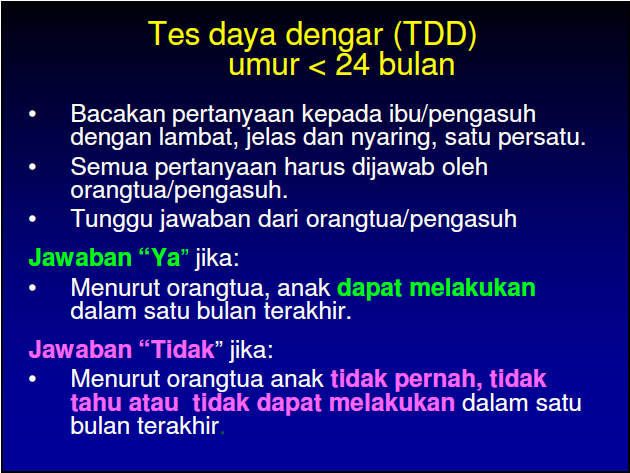 Tes daya dengar (TDD)
umur < 24 bulan
• Bacakan pertanyaan kepada ibu/pengasuh
dengan lambat, jelas dan nyaring, satu persatu.
• Semua pertanyaan harus dijawab oleh
orangtua/pengasuh.
• Tunggu jawaban dari orangtua/pengasuh
Jawaban “Ya” jika:
• Menurut orangtua, anak dapat melakukan
dalam satu bulan terakhir.
Jawaban “Tidak” jika:
• Menurut orangtua anak tidak pernah, tidak
tahu atau tidak dapat melakukan dalam satu
bulan terakhir.